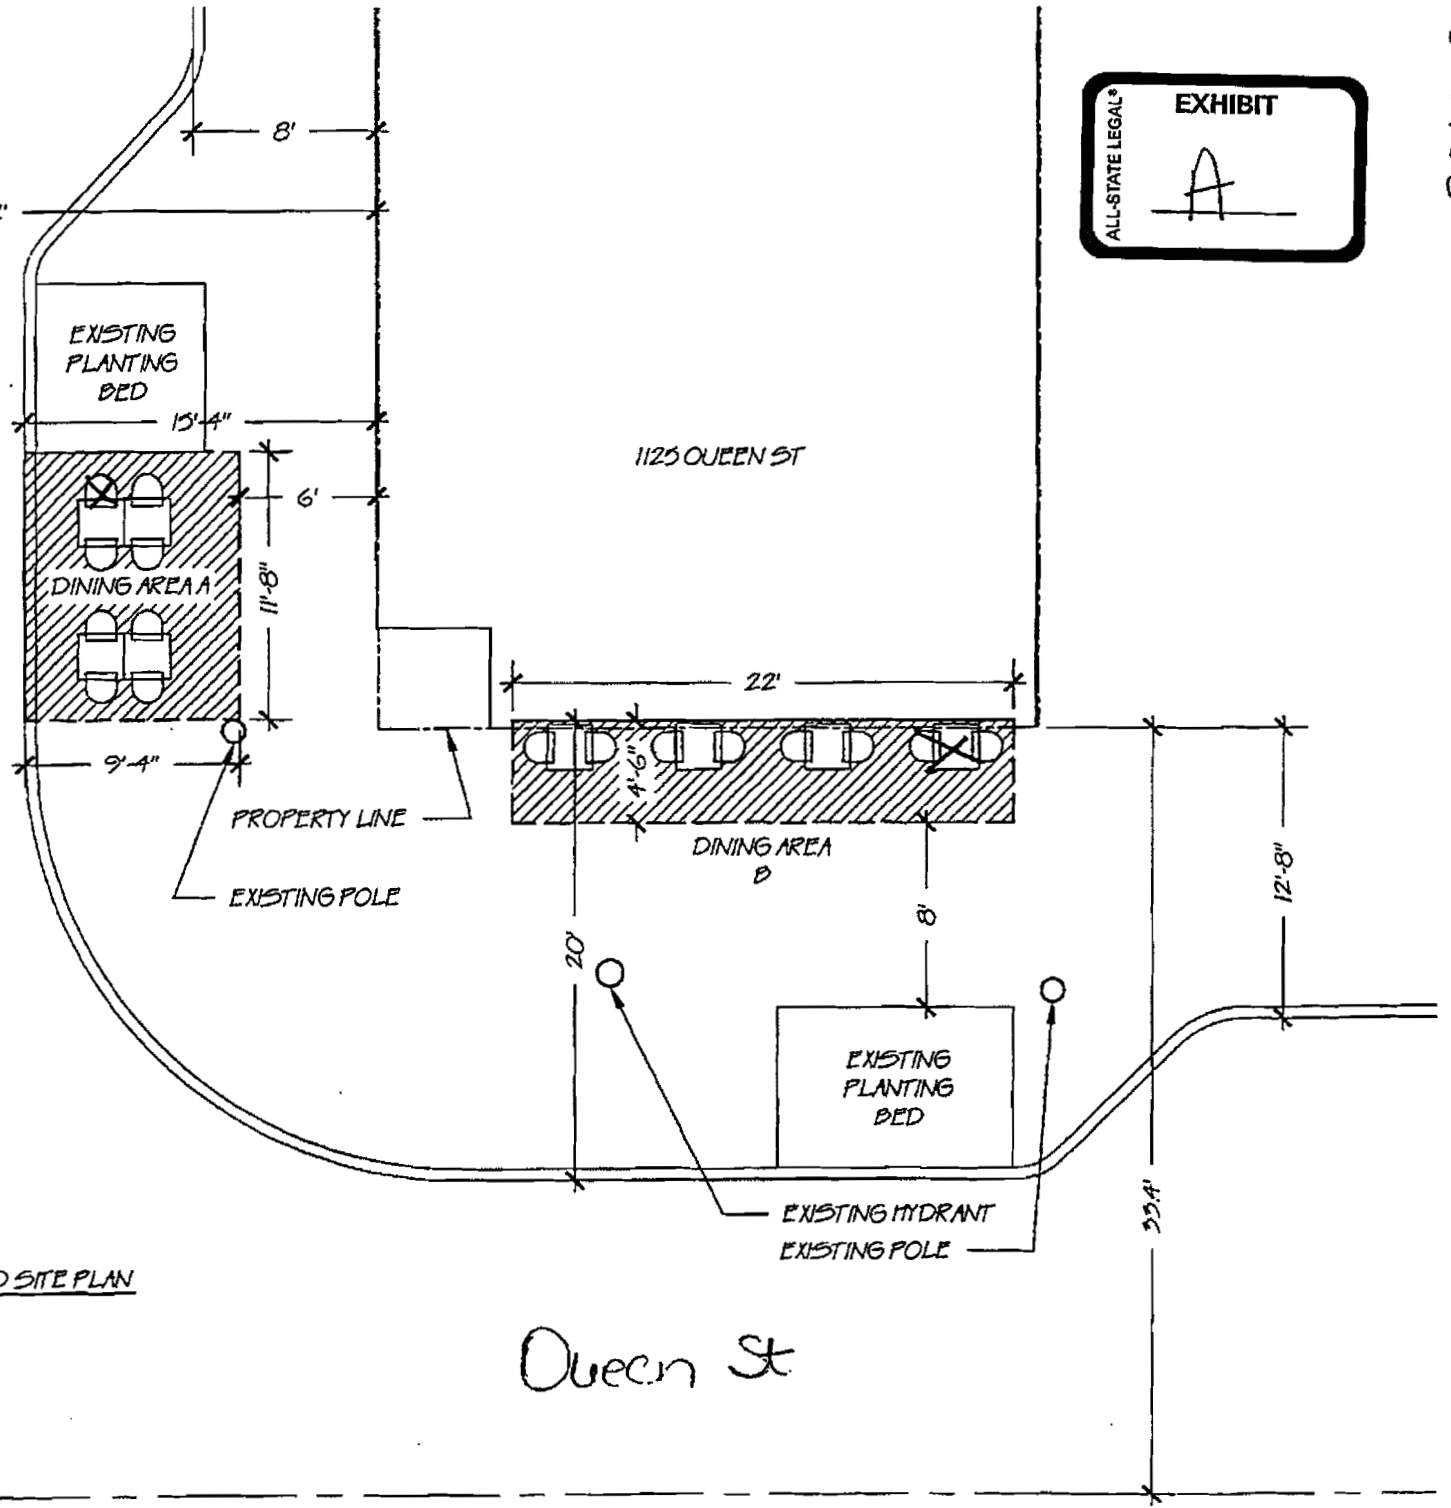 EXHIBIT
ALL-STATE LEGAL®
A
8'
EXISTING
PLANTING
BED
15'-4"
6'
11'-8"
DINING AREA A
9'-4"
1125 QUEEN ST
22'
4'-6"
PROPERTY LINE
EXISTING POLE
DINING AREA
B
20'
8'
12'-8"
EXISTING
PLANTING
BED
EXISTING HYDRANT
EXISTING POLE
SITE PLAN
Queen St